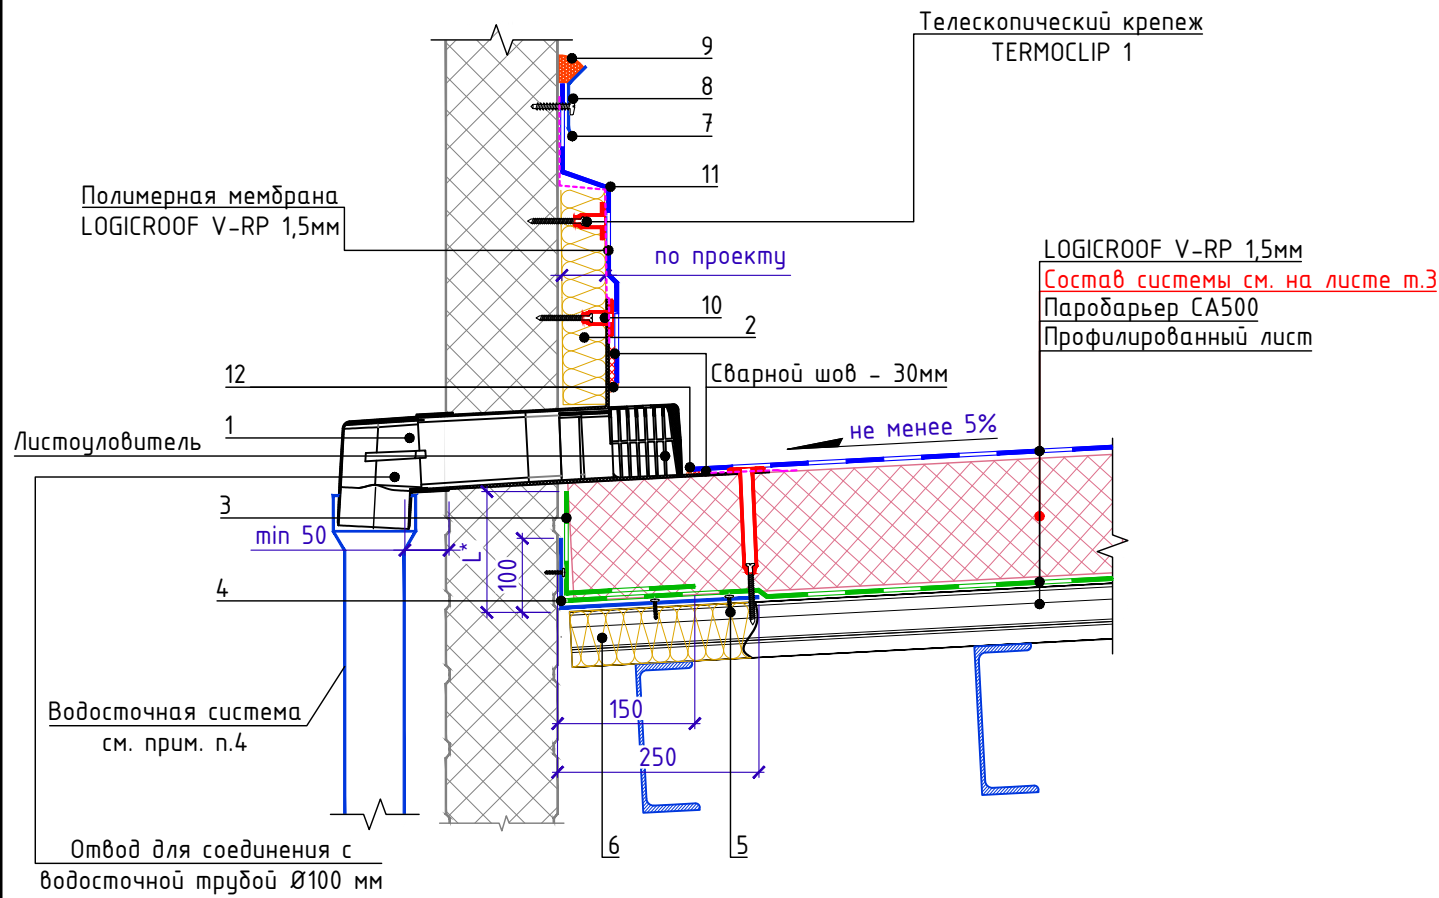 Телескопический крепеж
TERMOCLIP 1
9
8
7
11
Полимерная мембрана
LOGICROOF V-RP 1,5мм
по проекту
LOGICROOF V-RP 1,5мм
Состав системы см. на листе т.3
Паробарьер СА500
Профилированный лист
10
2
12
Сварной шов - 30мм
1
Листоуловитель
не менее 5%
3
min 50
L*
100
4
150
Водосточная система
см. прим. п.4
250
6
5
Отвод для соединения с
водосточной трубой Ø100 мм